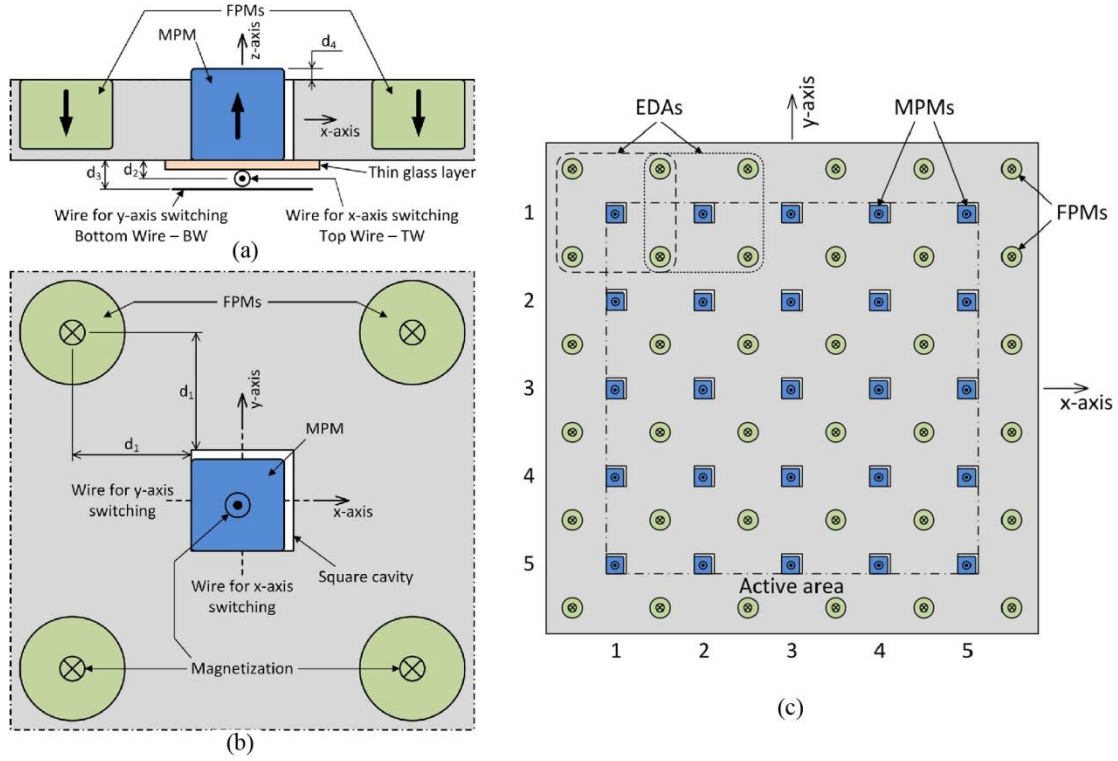 FPMs
MPM
z-axis
d4
x-axis
d3
d2
Thin glass layer
Wire for y-axis switching
Bottom Wire – BW
Wire for x-axis switching
Top Wire – TW
(a)
FPMs
d1
y-axis
MPM
d1
Wire for y-axis
switching
x-axis
Wire for x-axis
switching
Square cavity
Magnetization
(b)
y-axis
EDAs
MPMs
FPMs
1
2
3
x-axis
4
5
Active area
1 2 3 4 5
(c)